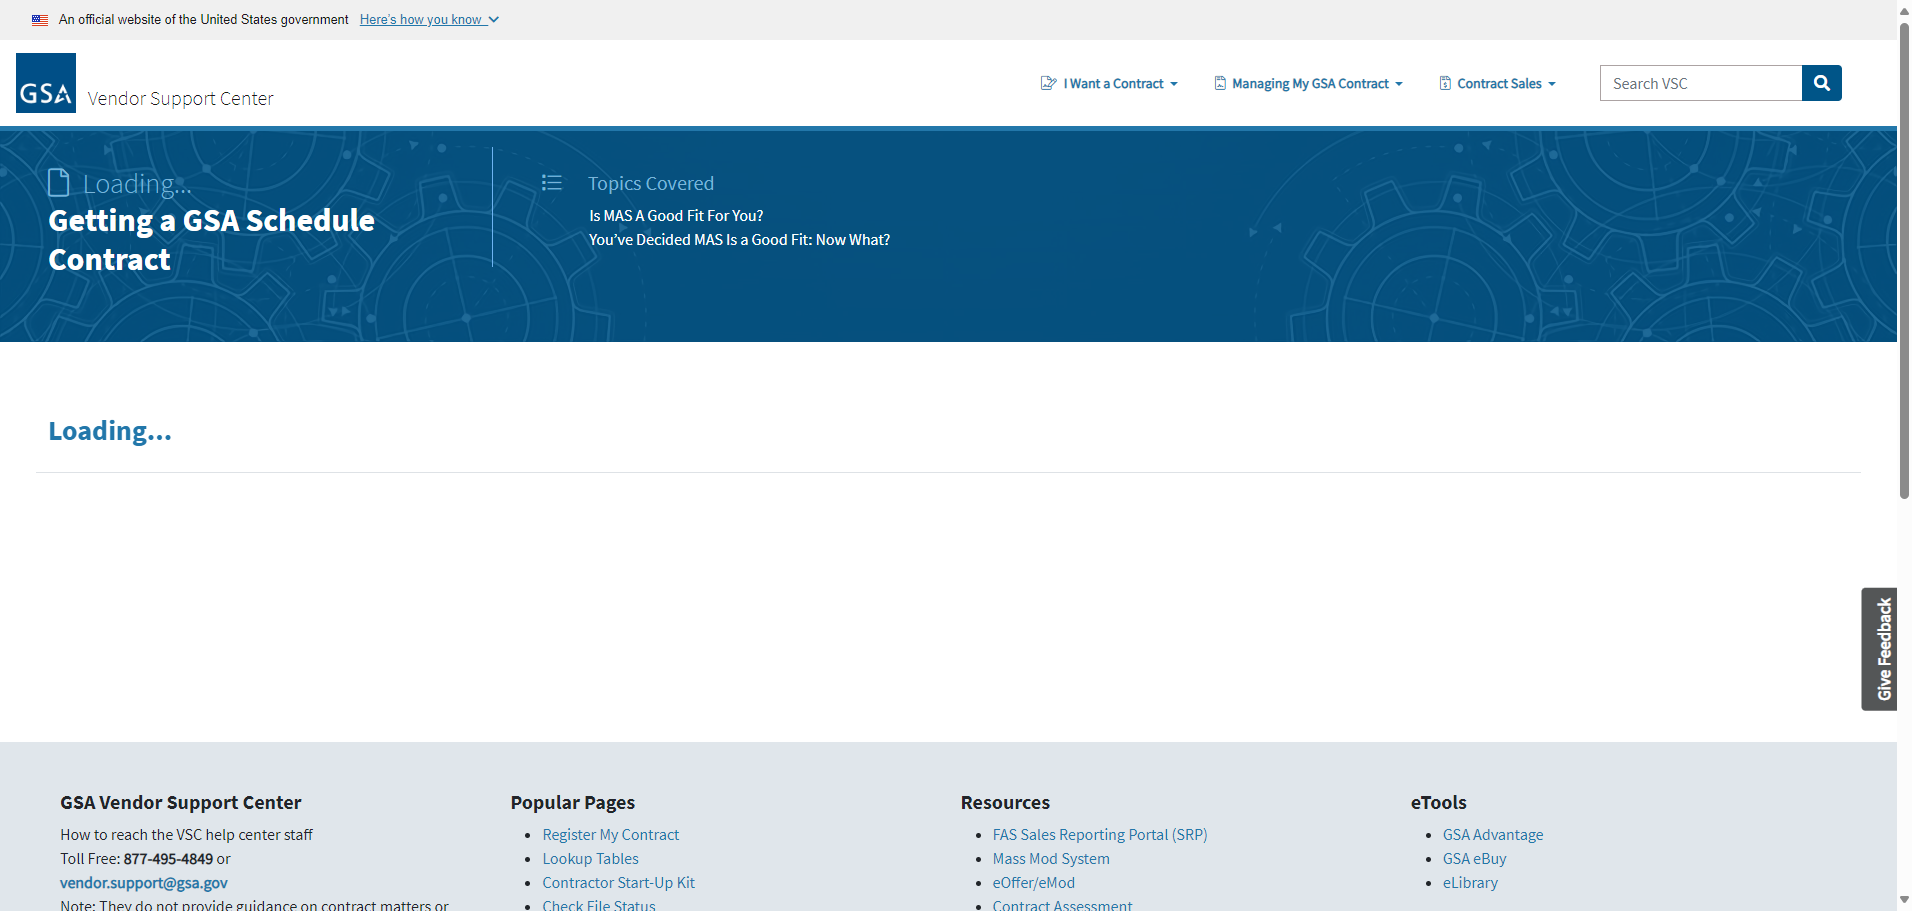 An official website of the United States government Here's how you know
GSA Vendor Support Center
I Want a Contract Managing My GSA Contract Contract Sales Search VSC
Loading...
Getting a GSA Schedule
Contract
Topics Covered
Is MAS A Good Fit For You?
You've Decided MAS Is a Good Fit: Now What?
Loading...
Give Feedback
GSA Vendor Support Center
How to reach the VSC help center staff
Toll Free: 877-495-4849 or
vendor.support@gsa.gov
Note: They do not provide guidance on contract matters or
Popular Pages
Register My Contract
Lookup Tables
Contractor Start-Up Kit
Check File Status
Resources
FAS Sales Reporting Portal (SRP)
Mass Mod System
eOffer/eMod
Contract Assessment
eTools
GSA Advantage
GSA eBuy
eLibrary